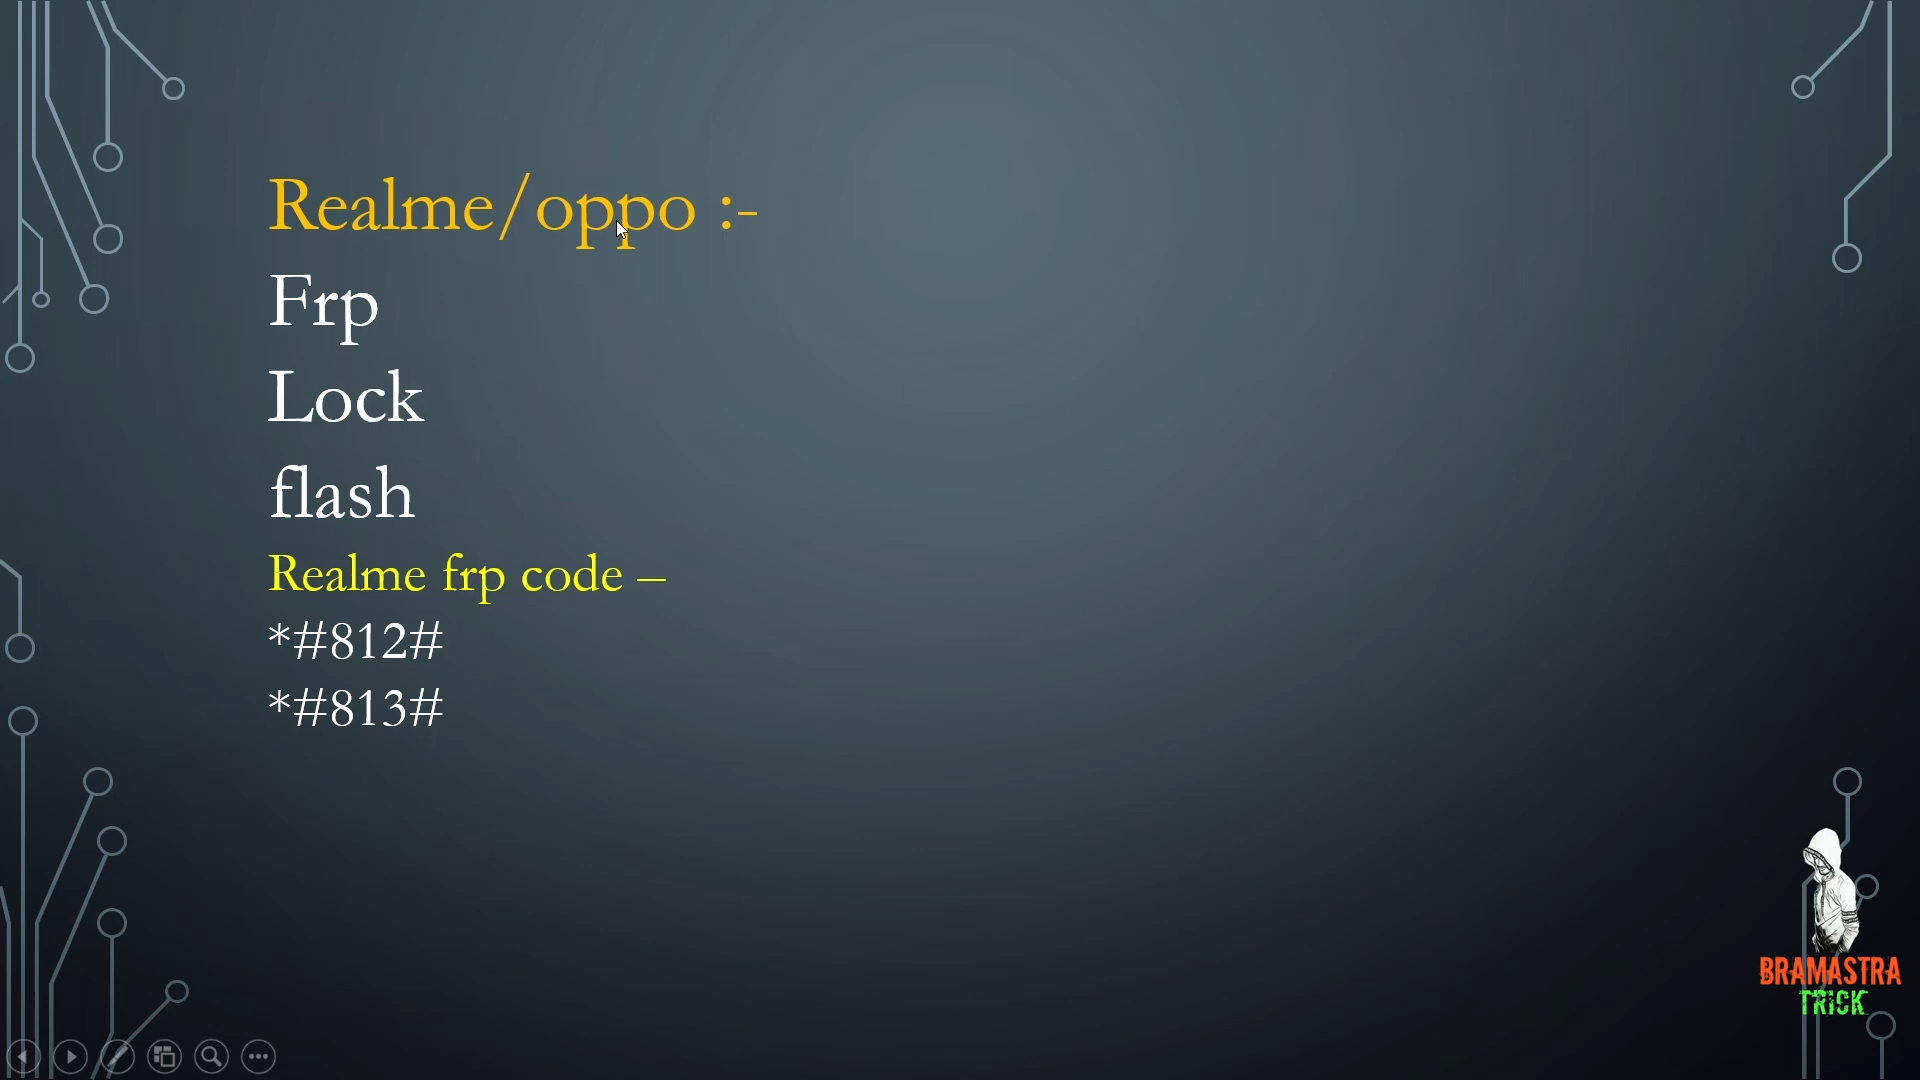 Realme/oppo :-
Frp
Lock
flash
Realme frp code –
*#812#
*#813#
BRAMASTRA
TRICK